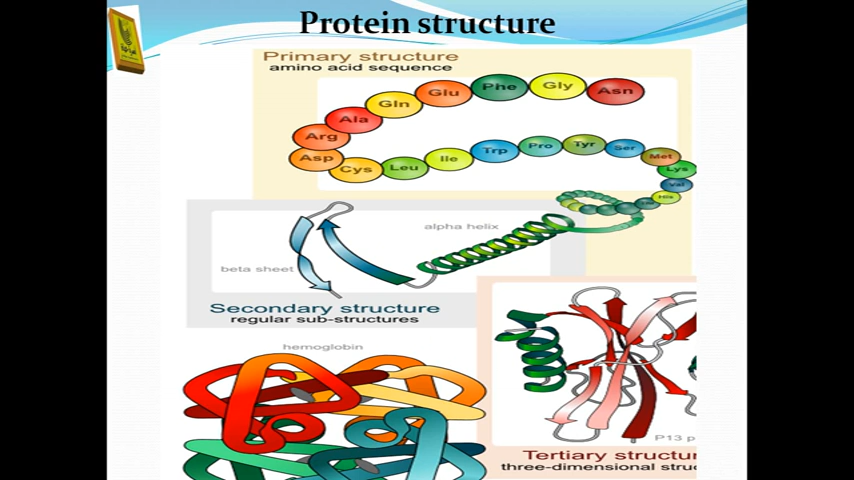 Protein structure
Primary structure
amino acid sequence
Asn
Gly
Phe
Glu
Gln
Ala
Arg
Asp
Cys
Leu
Ile
Trp
Pro
Tyr
Ser
Met
Lys
Val
His
alpha helix
beta sheet
Secondary structure
regular sub-structures
hemoglobin
P13 p
Tertiary structur
three-dimensional struc